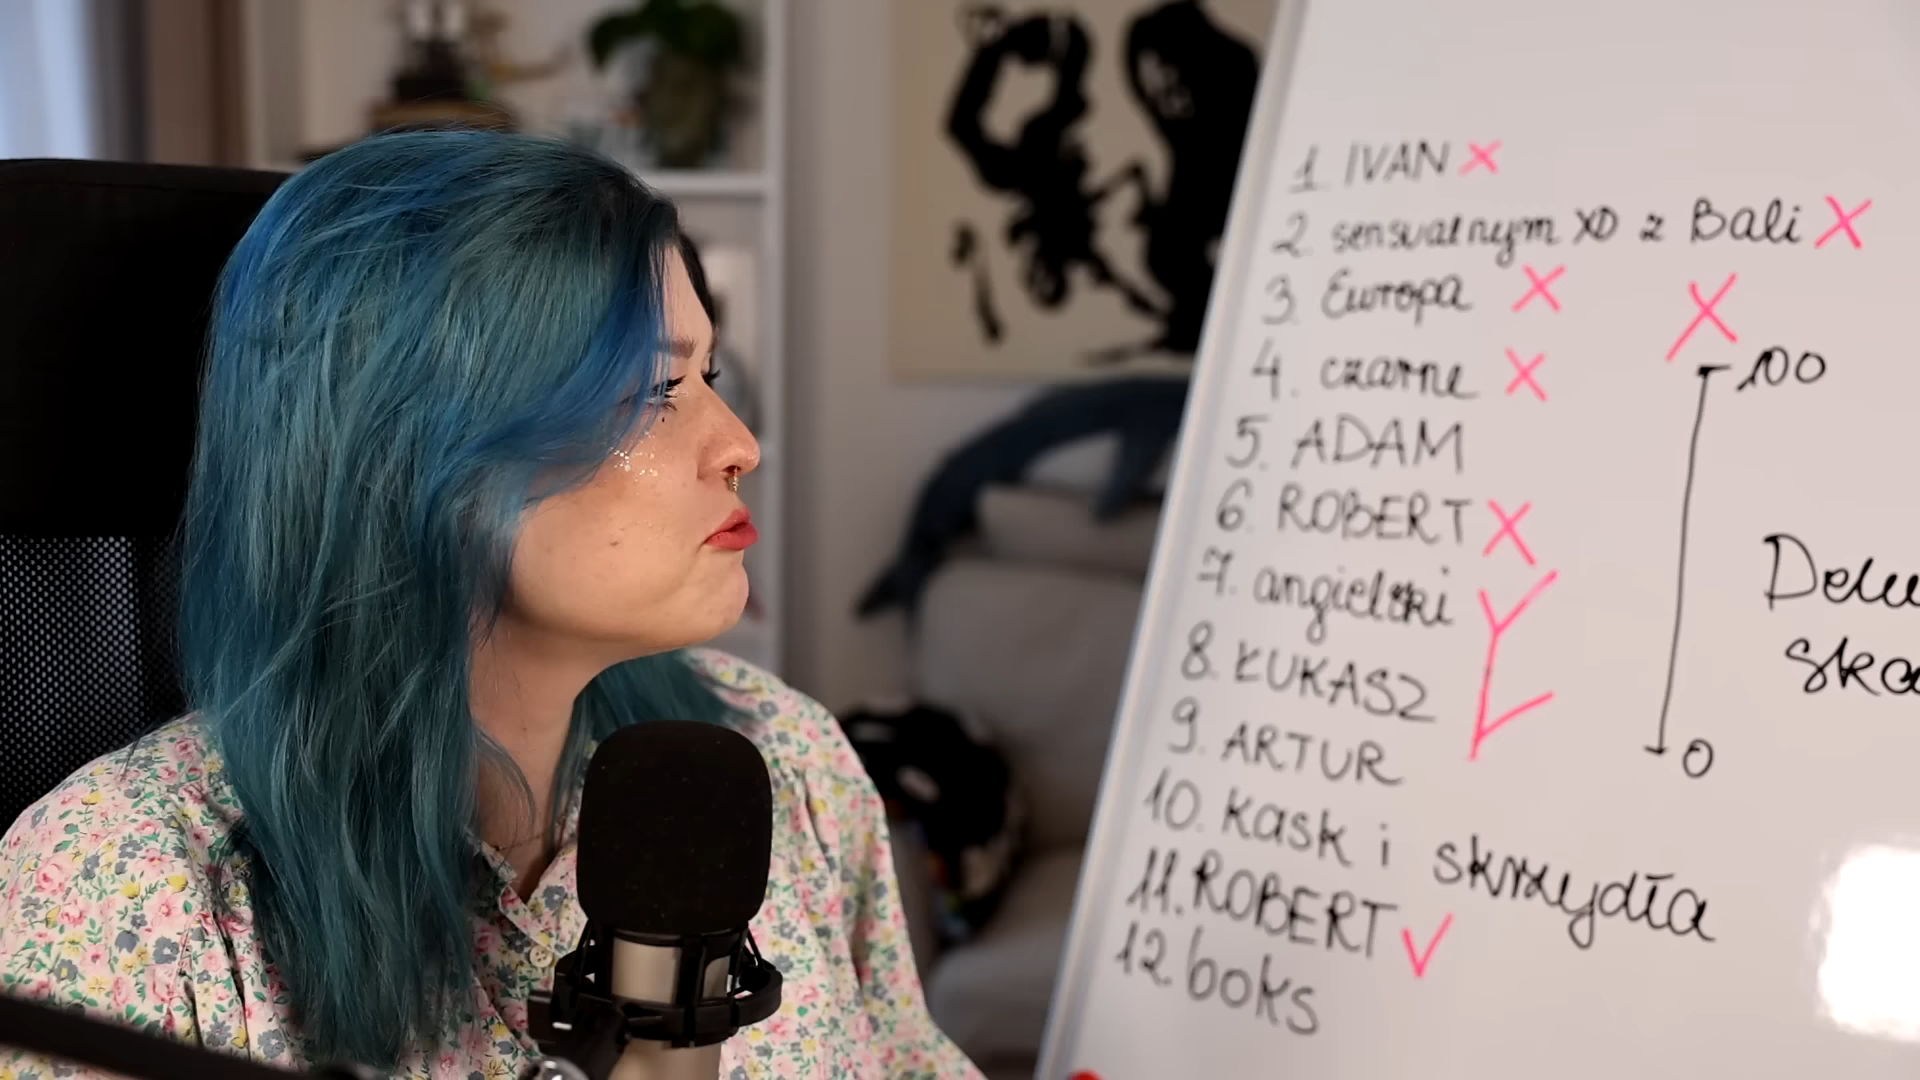 1. IVAN X
2. sensualnym XD z Bali X
3. Europa X
4. czarne X
5. ADAM
6. ROBERT X
7. angielski
8. ŁUKASZ
9. ARTUR
10. kask i skrzydła
11. ROBERT ✓
12. boks
X
100
0